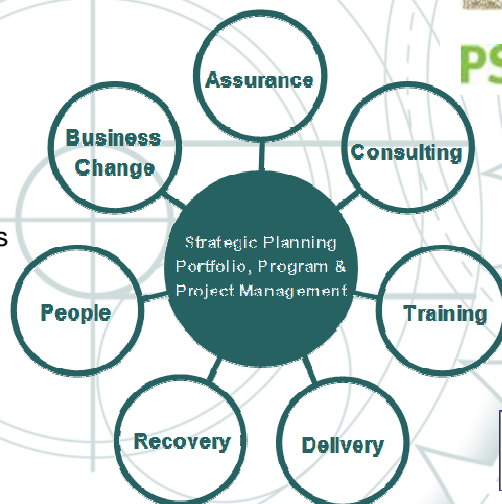 PS
Assurance
Business
Change
Consulting
s
Strategic Planning
Portfolio, Program &
Project Management
People
Training
Recovery
Delivery